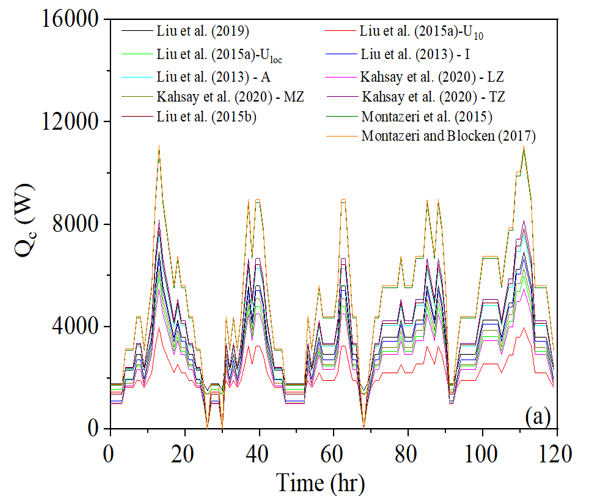 (a)
Q_c (W)
16000
12000
8000
4000
0
Liu et al. (2019)
Liu et al. (2015a)-U_10
Liu et al. (2015a)-U_loc
Liu et al. (2013) - I
Liu et al. (2013) - A
Kahsay et al. (2020) - LZ
Kahsay et al. (2020) - MZ
Kahsay et al. (2020) - TZ
Liu et al. (2015b)
Montazeri et al. (2015)
Montazeri and Blocken (2017)
0 20 40 60 80 100 120
Time (hr)